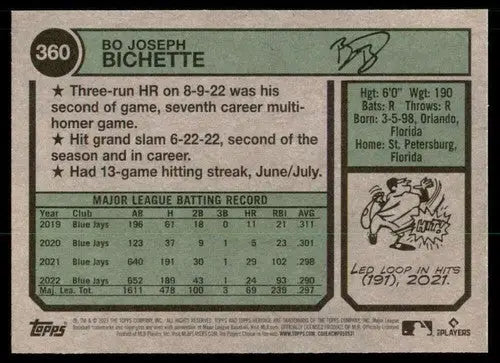 360
BO JOSEPH
BICHETTE
★ Three-run HR on 8-9-22 was his
second of game, seventh career multi-
homer game.
★ Hit grand slam 6-22-22, second of the
season and in career.
★ Had 13-game hitting streak, June/July.
Hgt: 6'0" Wgt: 190
Bats: R Throws: R
Born: 3-5-98, Orlando,
Florida
Home: St. Petersburg,
Florida
MAJOR LEAGUE BATTING RECORD
Year Club AB H 2B 3B HR RBI AVG
2019 Blue Jays 196 61 18 0 11 21 .311
2020 Blue Jays 123 37 9 1 5 23 .301
2021 Blue Jays 640 191 30 1 29 102 .298
2022 Blue Jays 652 189 43 1 24 93 .290
Maj. Lea. Tot. 1611 478 100 3 69 239 .297
HIT!
LED LOOP IN HITS
(191), 2021.
TOPPS
PLAYERS